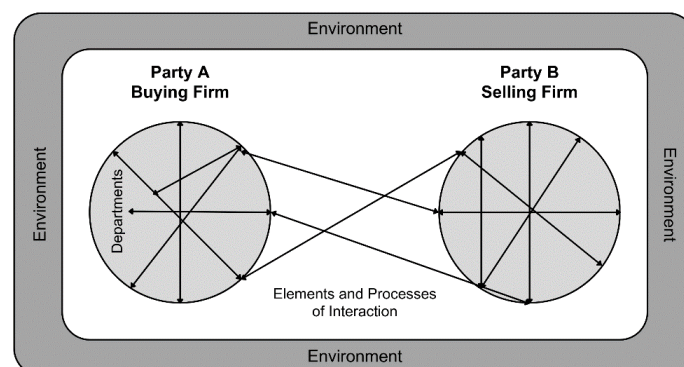 Environment
Party A
Buying Firm
Party B
Selling Firm
Environment
Departments
Environment
Elements and Processes
of Interaction
Environment